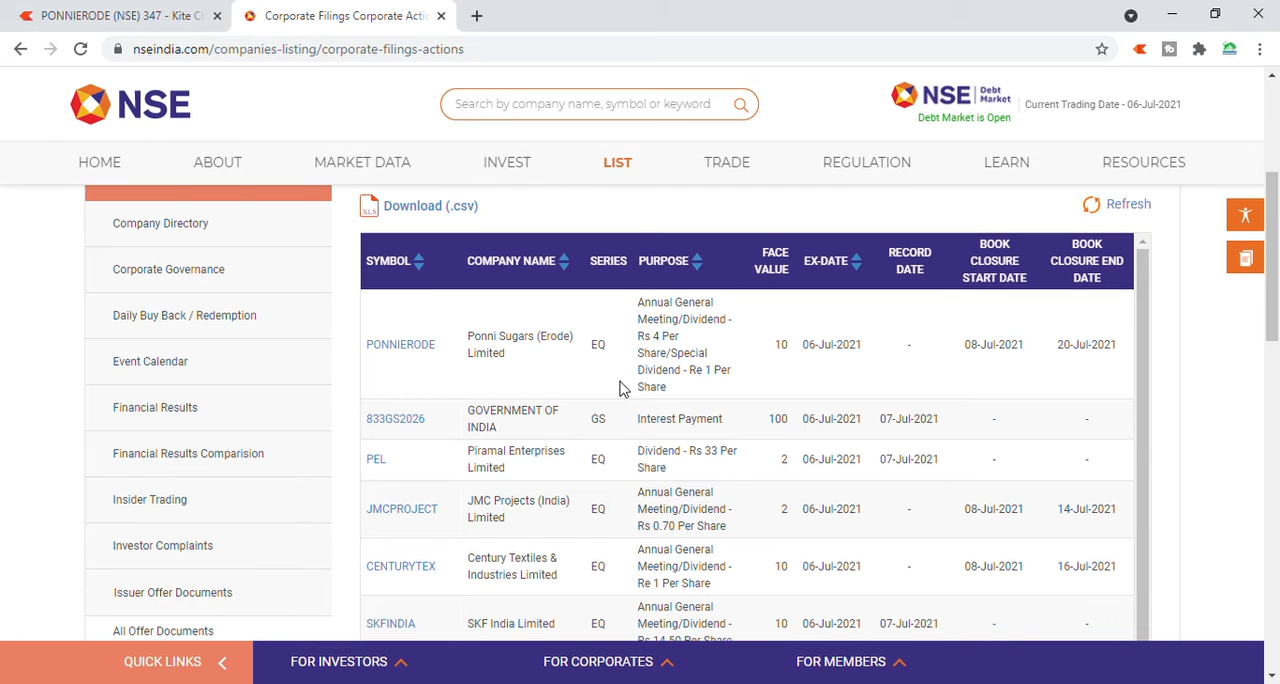 PONNIERODE (NSE) 347 - Kite C
Corporate Filings Corporate Acti
nseindia.com/companies-listing/corporate-filings-actions
NSE
Search by company name, symbol or keyword
NSE Debt Market
Debt Market is Open
Current Trading Date - 06-Jul-2021
HOME ABOUT MARKET DATA INVEST LIST TRADE REGULATION LEARN RESOURCES
Company Directory
Corporate Governance
Daily Buy Back / Redemption
Event Calendar
Financial Results
Financial Results Comparision
Insider Trading
Investor Complaints
Issuer Offer Documents
All Offer Documents
XLS Download (.csv)
Refresh
SYMBOL COMPANY NAME SERIES PURPOSE FACE VALUE EX-DATE RECORD DATE BOOK CLOSURE START DATE BOOK CLOSURE END DATE
PONNIERODE Ponni Sugars (Erode) Limited EQ Annual General Meeting/Dividend - Rs 4 Per Share/Special Dividend - Re 1 Per Share 10 06-Jul-2021 - 08-Jul-2021 20-Jul-2021
833GS2026 GOVERNMENT OF INDIA GS Interest Payment 100 06-Jul-2021 07-Jul-2021 - -
PEL Piramal Enterprises Limited EQ Dividend - Rs 33 Per Share 2 06-Jul-2021 07-Jul-2021 - -
JMCPROJECT JMC Projects (India) Limited EQ Annual General Meeting/Dividend - Rs 0.70 Per Share 2 06-Jul-2021 - 08-Jul-2021 14-Jul-2021
CENTURYTEX Century Textiles & Industries Limited EQ Annual General Meeting/Dividend - Re 1 Per Share 10 06-Jul-2021 - 08-Jul-2021 16-Jul-2021
SKFINDIA SKF India Limited EQ Annual General Meeting/Dividend - Rs 14.50 Per Share 10 06-Jul-2021 07-Jul-2021 - -
QUICK LINKS FOR INVESTORS FOR CORPORATES FOR MEMBERS